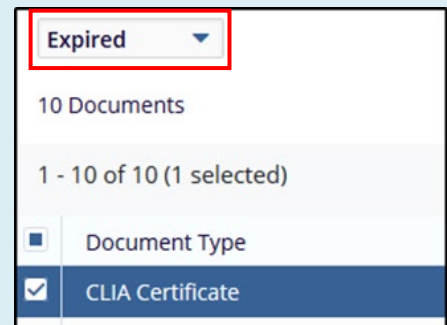 Expired
10 Documents
1 - 10 of 10 (1 selected)
Document Type
CLIA Certificate